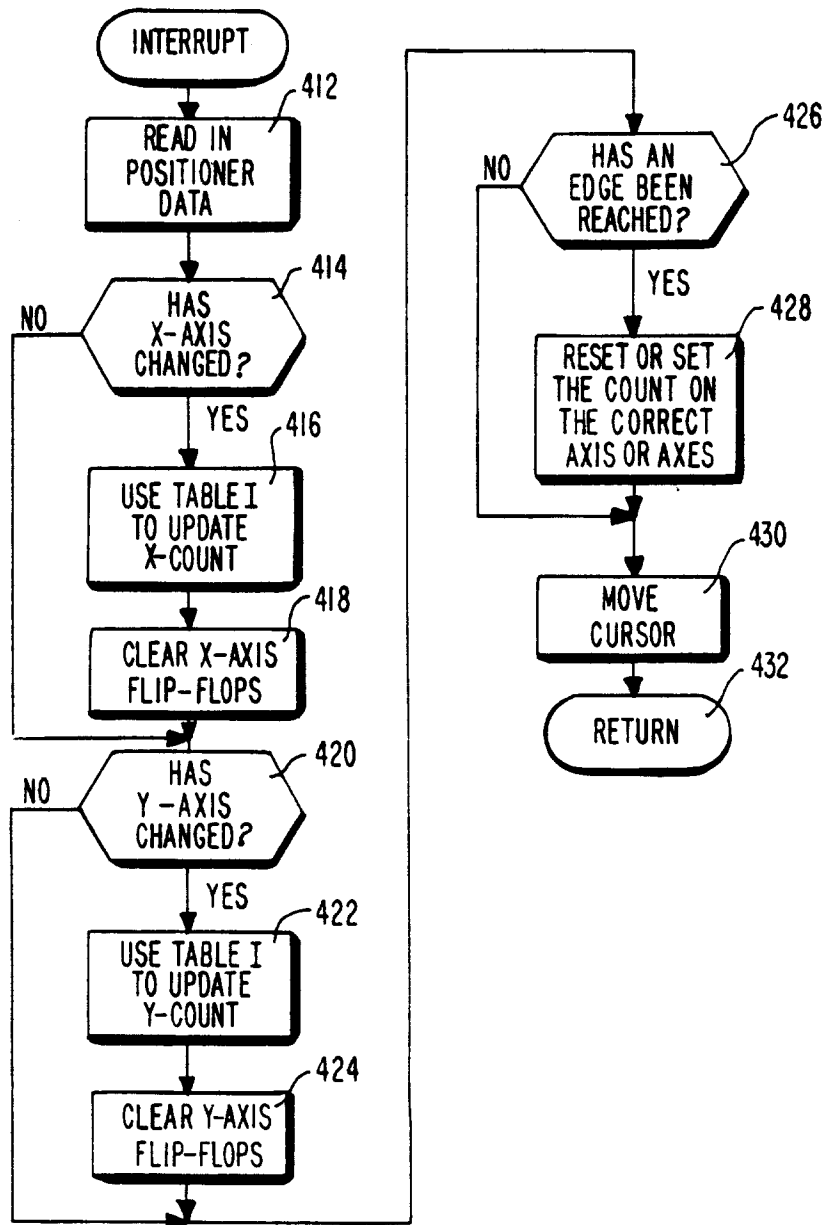 INTERRUPT
412
READ IN
POSITIONER
DATA
414
HAS
X-AXIS
CHANGED?
NO
YES
416
USE TABLE I
TO UPDATE
X-COUNT
418
CLEAR X-AXIS
FLIP-FLOPS
420
HAS
Y-AXIS
CHANGED?
NO
YES
422
USE TABLE I
TO UPDATE
Y-COUNT
424
CLEAR Y-AXIS
FLIP-FLOPS
426
HAS AN
EDGE BEEN
REACHED?
NO
YES
428
RESET OR SET
THE COUNT ON
THE CORRECT
AXIS OR AXES
430
MOVE
CURSOR
432
RETURN